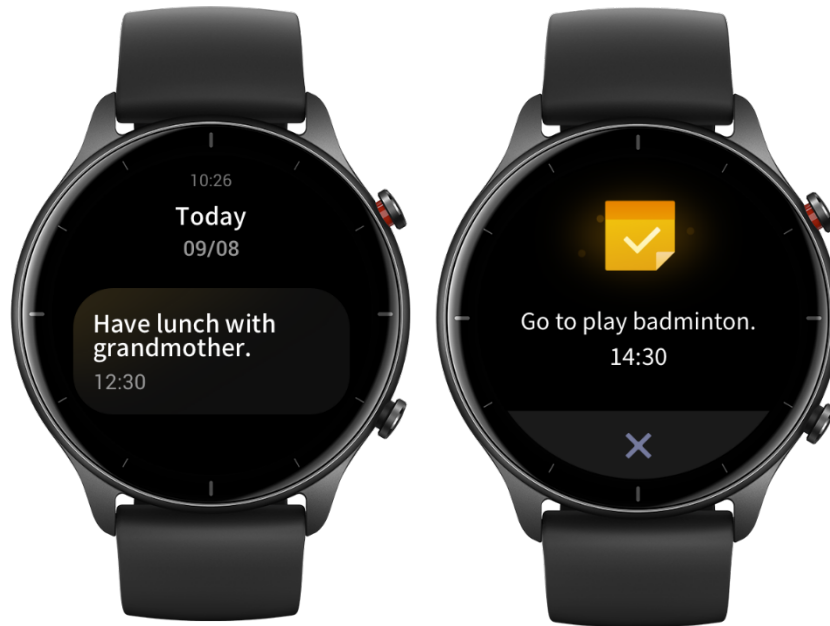 10:26
Today
09/08
Have lunch with
grandmother.
12:30
Go to play badminton.
14:30